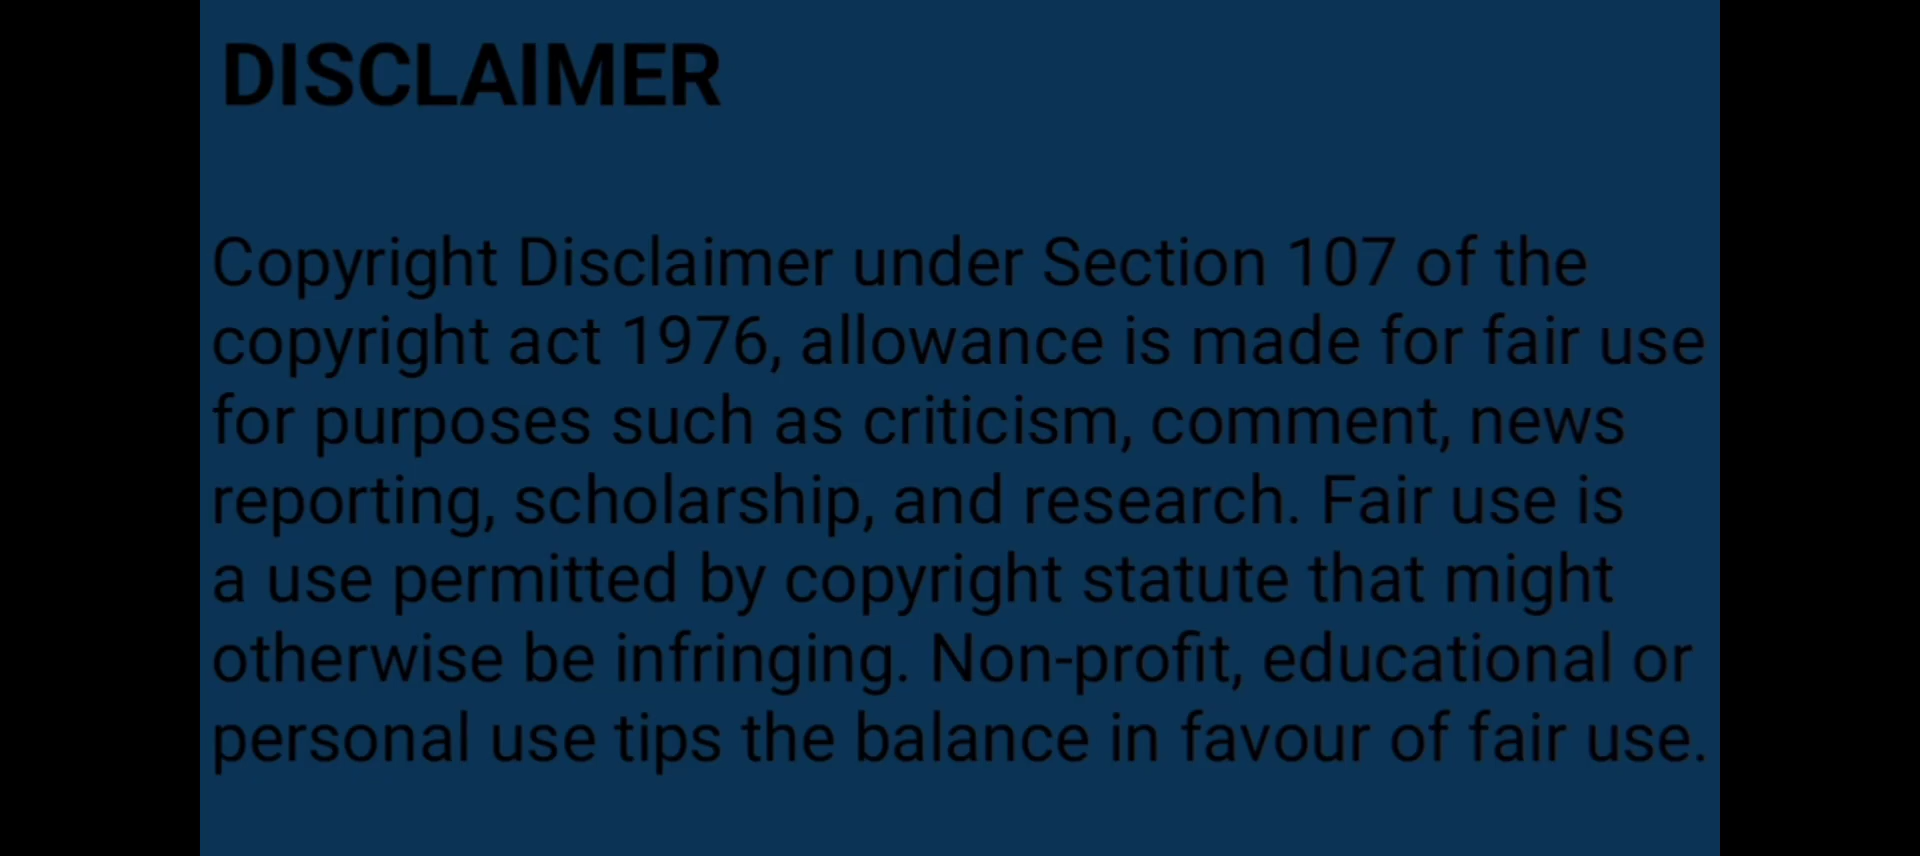 DISCLAIMER
Copyright Disclaimer under Section 107 of the
copyright act 1976, allowance is made for fair use
for purposes such as criticism, comment, news
reporting, scholarship, and research. Fair use is
a use permitted by copyright statute that might
otherwise be infringing. Non-profit, educational or
personal use tips the balance in favour of fair use.